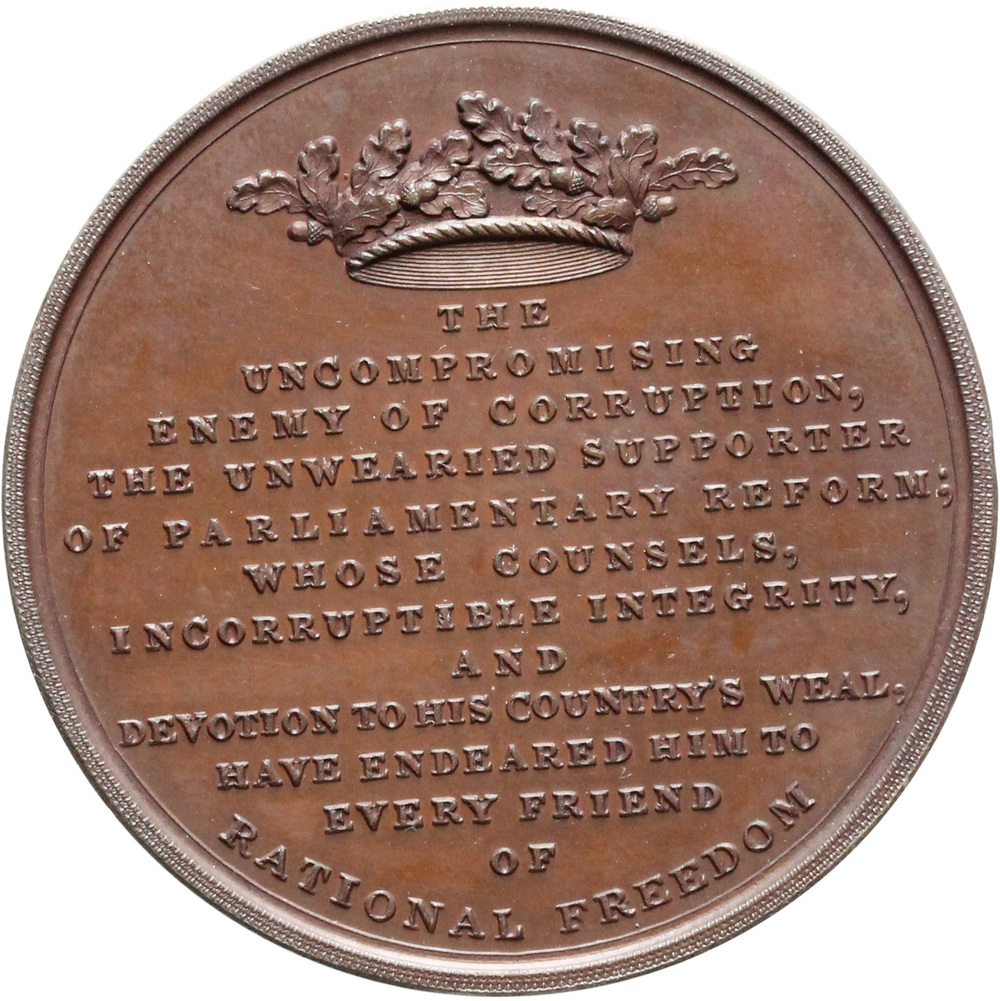 THE
UNCOMPROMISING
ENEMY OF CORRUPTION,
THE UNWEARIED SUPPORTER
OF PARLIAMENTARY REFORM;
WHOSE COUNSELS,
INCORRUPTIBLE INTEGRITY,
AND
DEVOTION TO HIS COUNTRY'S WEAL,
HAVE ENDEARED HIM TO
EVERY FRIEND
OF
RATIONAL FREEDOM